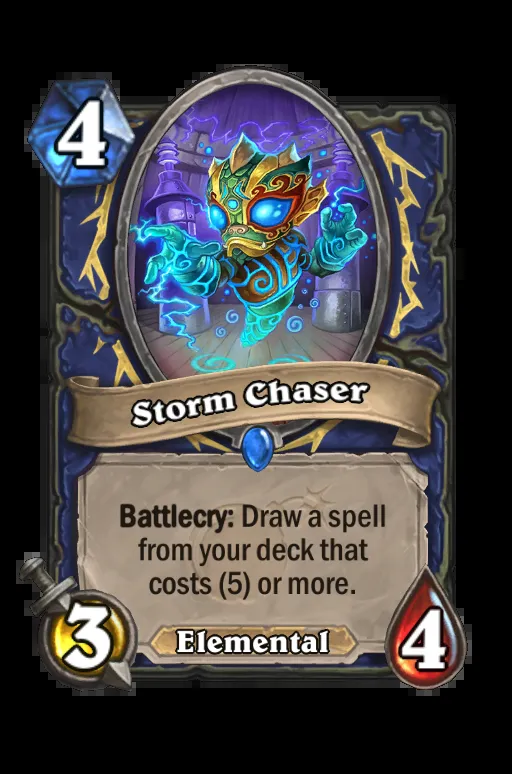 4
Storm Chaser
Battlecry: Draw a spell
from your deck that
costs (5) or more.
3
Elemental
4